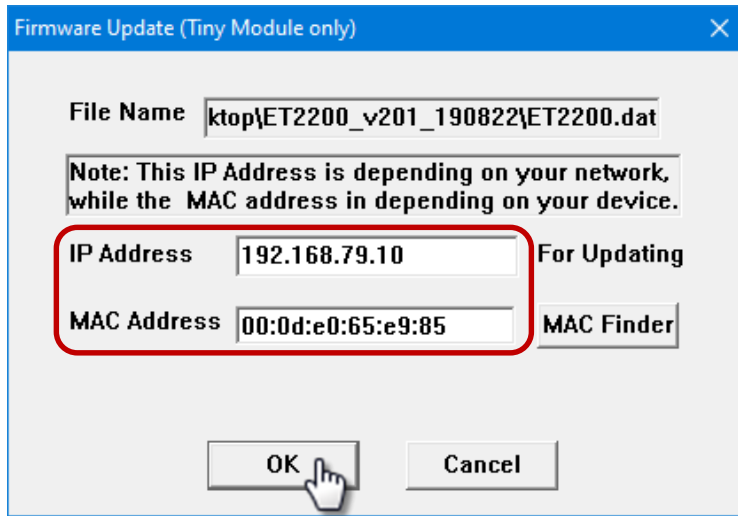 Firmware Update (Tiny Module only)
File Name ktop\ET2200_v201_190822\ET2200.dat
Note: This IP Address is depending on your network,
while the MAC address in depending on your device.
IP Address 192.168.79.10 For Updating
MAC Address 00:0d:e0:65:e9:85 MAC Finder
OK Cancel